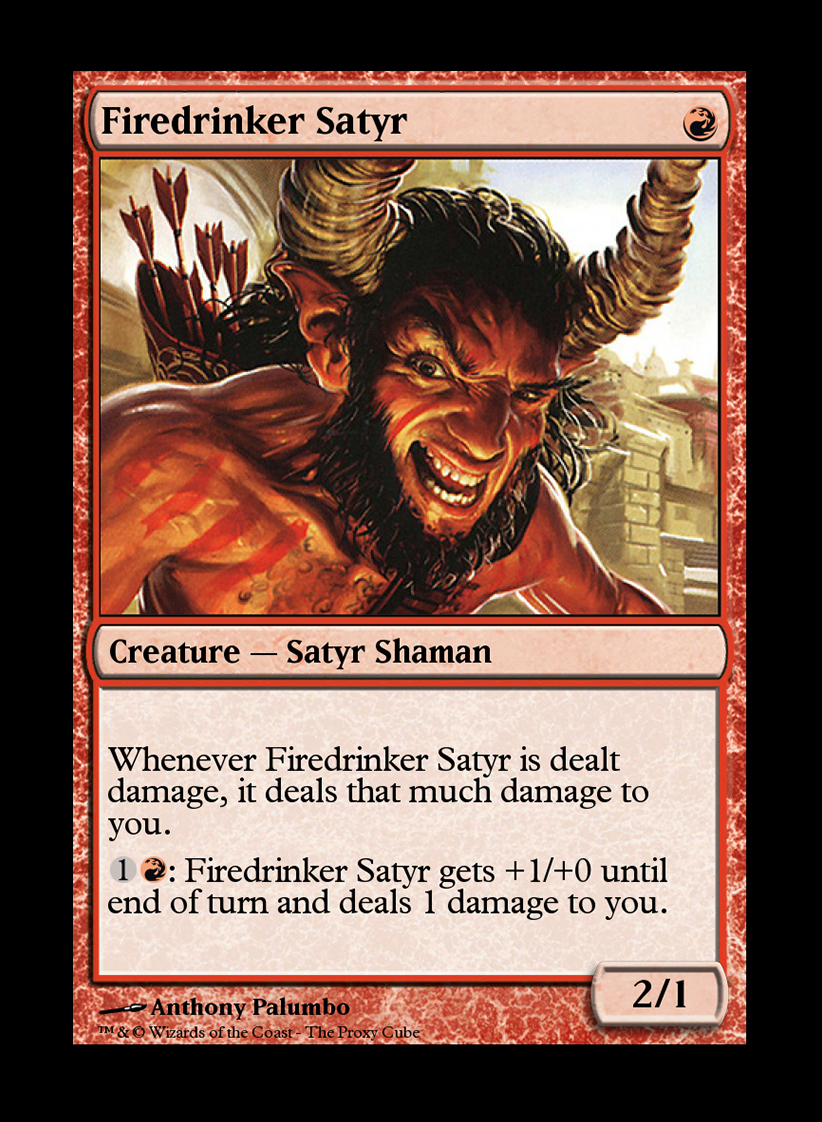 Firedrinker Satyr
Creature — Satyr Shaman
Whenever Firedrinker Satyr is dealt
damage, it deals that much damage to
you.
1 : Firedrinker Satyr gets +1/+0 until
end of turn and deals 1 damage to you.
2/1
Anthony Palumbo
™ & © Wizards of the Coast - The Proxy Cube